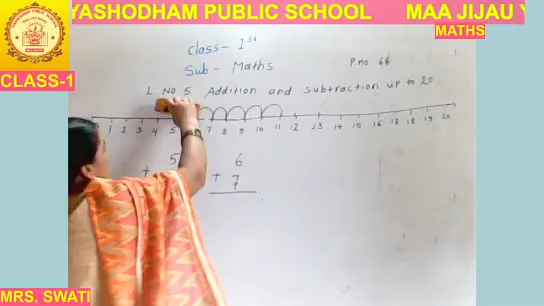 YASHODHAM PUBLIC SCHOOL MAA JIJAU
MATHS
CLASS-1
Class - Ist
Sub - Maths
P no 66
L NO 5 Addition and Subtraction up to 20
1 2 3 4 5 7 8 9 10 11 12 13 14 15 16 17 18 19 20
5 6
+ + 7
MRS. SWATI